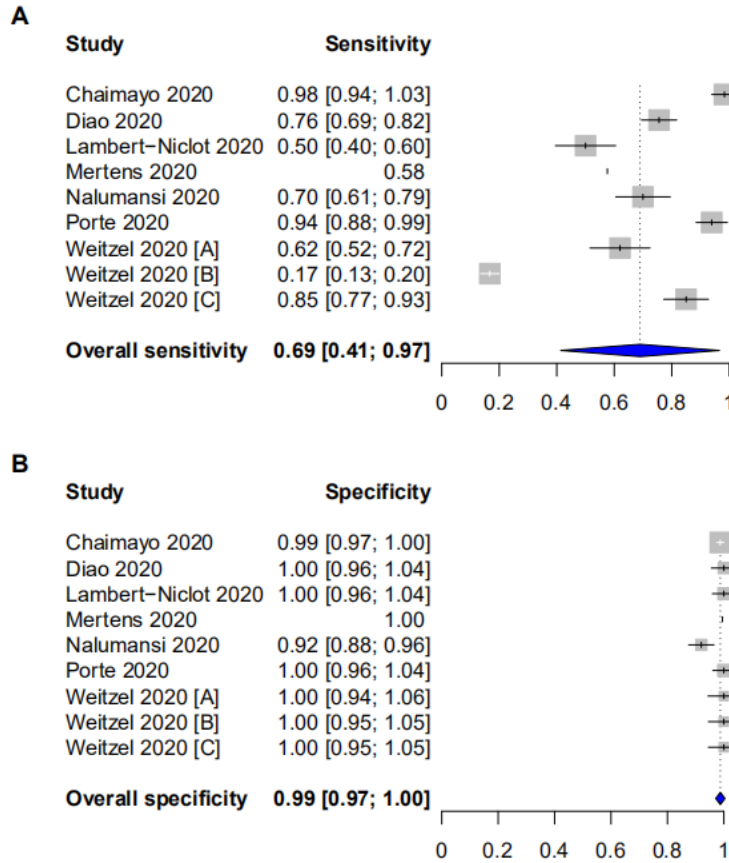 A
Study Sensitivity
Chaimayo 2020 0.98 [0.94; 1.03]
Diao 2020 0.76 [0.69; 0.82]
Lambert−Niclot 2020 0.50 [0.40; 0.60]
Mertens 2020 0.58
Nalumansi 2020 0.70 [0.61; 0.79]
Porte 2020 0.94 [0.88; 0.99]
Weitzel 2020 [A] 0.62 [0.52; 0.72]
Weitzel 2020 [B] 0.17 [0.13; 0.20]
Weitzel 2020 [C] 0.85 [0.77; 0.93]
Overall sensitivity 0.69 [0.41; 0.97]
0 0.2 0.4 0.6 0.8 1
B
Study Specificity
Chaimayo 2020 0.99 [0.97; 1.00]
Diao 2020 1.00 [0.96; 1.04]
Lambert−Niclot 2020 1.00 [0.96; 1.04]
Mertens 2020 1.00
Nalumansi 2020 0.92 [0.88; 0.96]
Porte 2020 1.00 [0.96; 1.04]
Weitzel 2020 [A] 1.00 [0.94; 1.06]
Weitzel 2020 [B] 1.00 [0.95; 1.05]
Weitzel 2020 [C] 1.00 [0.95; 1.05]
Overall specificity 0.99 [0.97; 1.00]
0 0.2 0.4 0.6 0.8 1